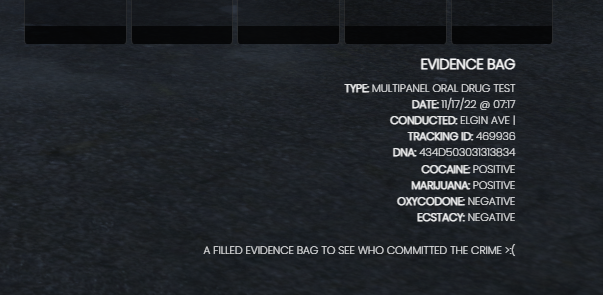 EVIDENCE BAG
TYPE: MULTIPANEL ORAL DRUG TEST
DATE: 11/17/22 @ 07:17
CONDUCTED: ELGIN AVE |
TRACKING ID: 469936
DNA: 434D503031313834
COCAINE: POSITIVE
MARIJUANA: POSITIVE
OXYCODONE: NEGATIVE
ECSTACY: NEGATIVE
A FILLED EVIDENCE BAG TO SEE WHO COMMITTED THE CRIME >:(